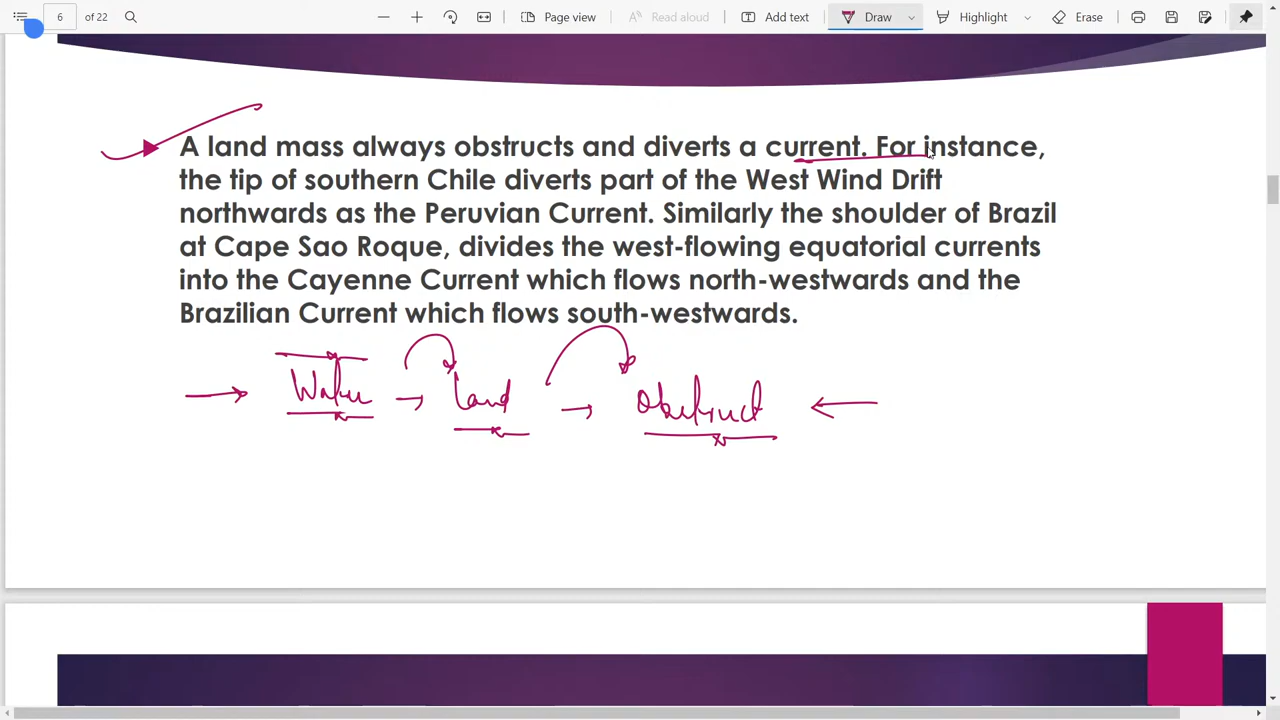 6 of 22 Page view Read aloud Add text Draw Highlight Erase
A land mass always obstructs and diverts a current. For instance,
the tip of southern Chile diverts part of the West Wind Drift
northwards as the Peruvian Current. Similarly the shoulder of Brazil
at Cape Sao Roque, divides the west-flowing equatorial currents
into the Cayenne Current which flows north-westwards and the
Brazilian Current which flows south-westwards.
→ Water → land → Obstruct ←